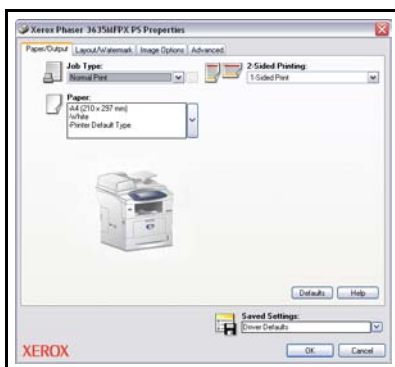 Xerox Phaser 3635MFPX PS Properties
Paper/Output Layout/Watermark Image Options Advanced
Job Type:
Normal Print
2-Sided Printing:
1-Sided Print
Paper:
-A4 (210 x 297 mm)
-White
-Printer Default Type
Defaults Help
Saved Settings:
Driver Defaults
XEROX
OK Cancel